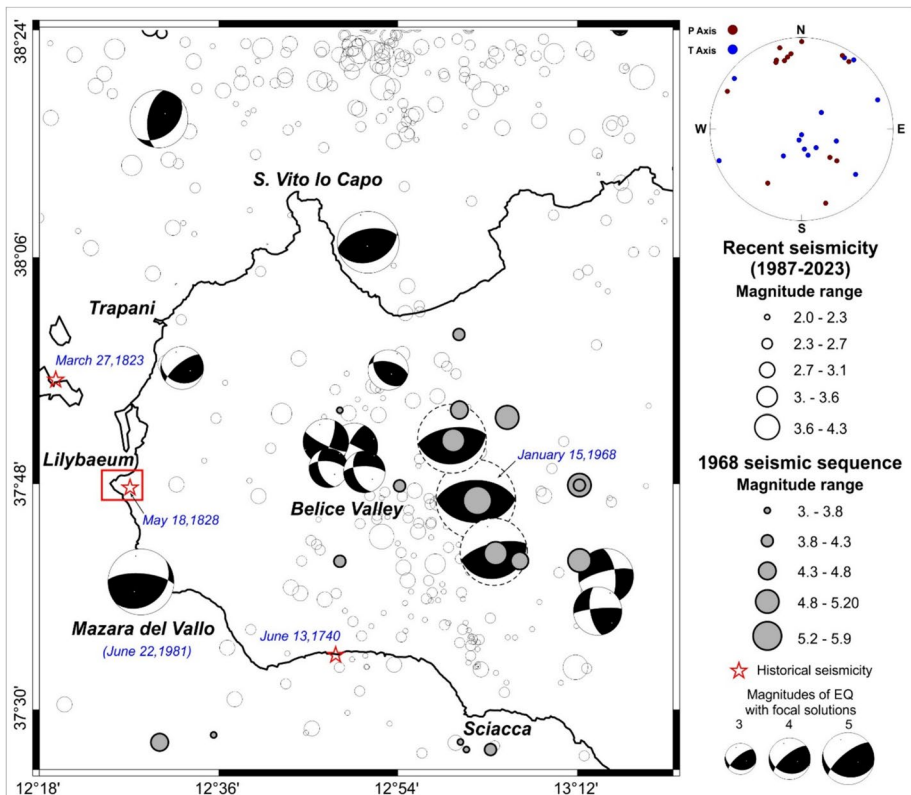 38°24'
38°06'
37°48'
37°30'
12°18'
12°36'
12°54'
13°12'
S. Vito lo Capo
Trapani
March 27,1823
Lilybaeum
May 18,1828
Belice Valley
January 15,1968
Mazara del Vallo
(June 22,1981)
June 13,1740
Sciacca
P Axis
T Axis
N
W
E
S
Recent seismicity
(1987-2023)
Magnitude range
2.0 - 2.3
2.3 - 2.7
2.7 - 3.1
3. - 3.6
3.6 - 4.3
1968 seismic sequence
Magnitude range
3. - 3.8
3.8 - 4.3
4.3 - 4.8
4.8 - 5.20
5.2 - 5.9
Historical seismicity
Magnitudes of EQ
with focal solutions
3 4 5